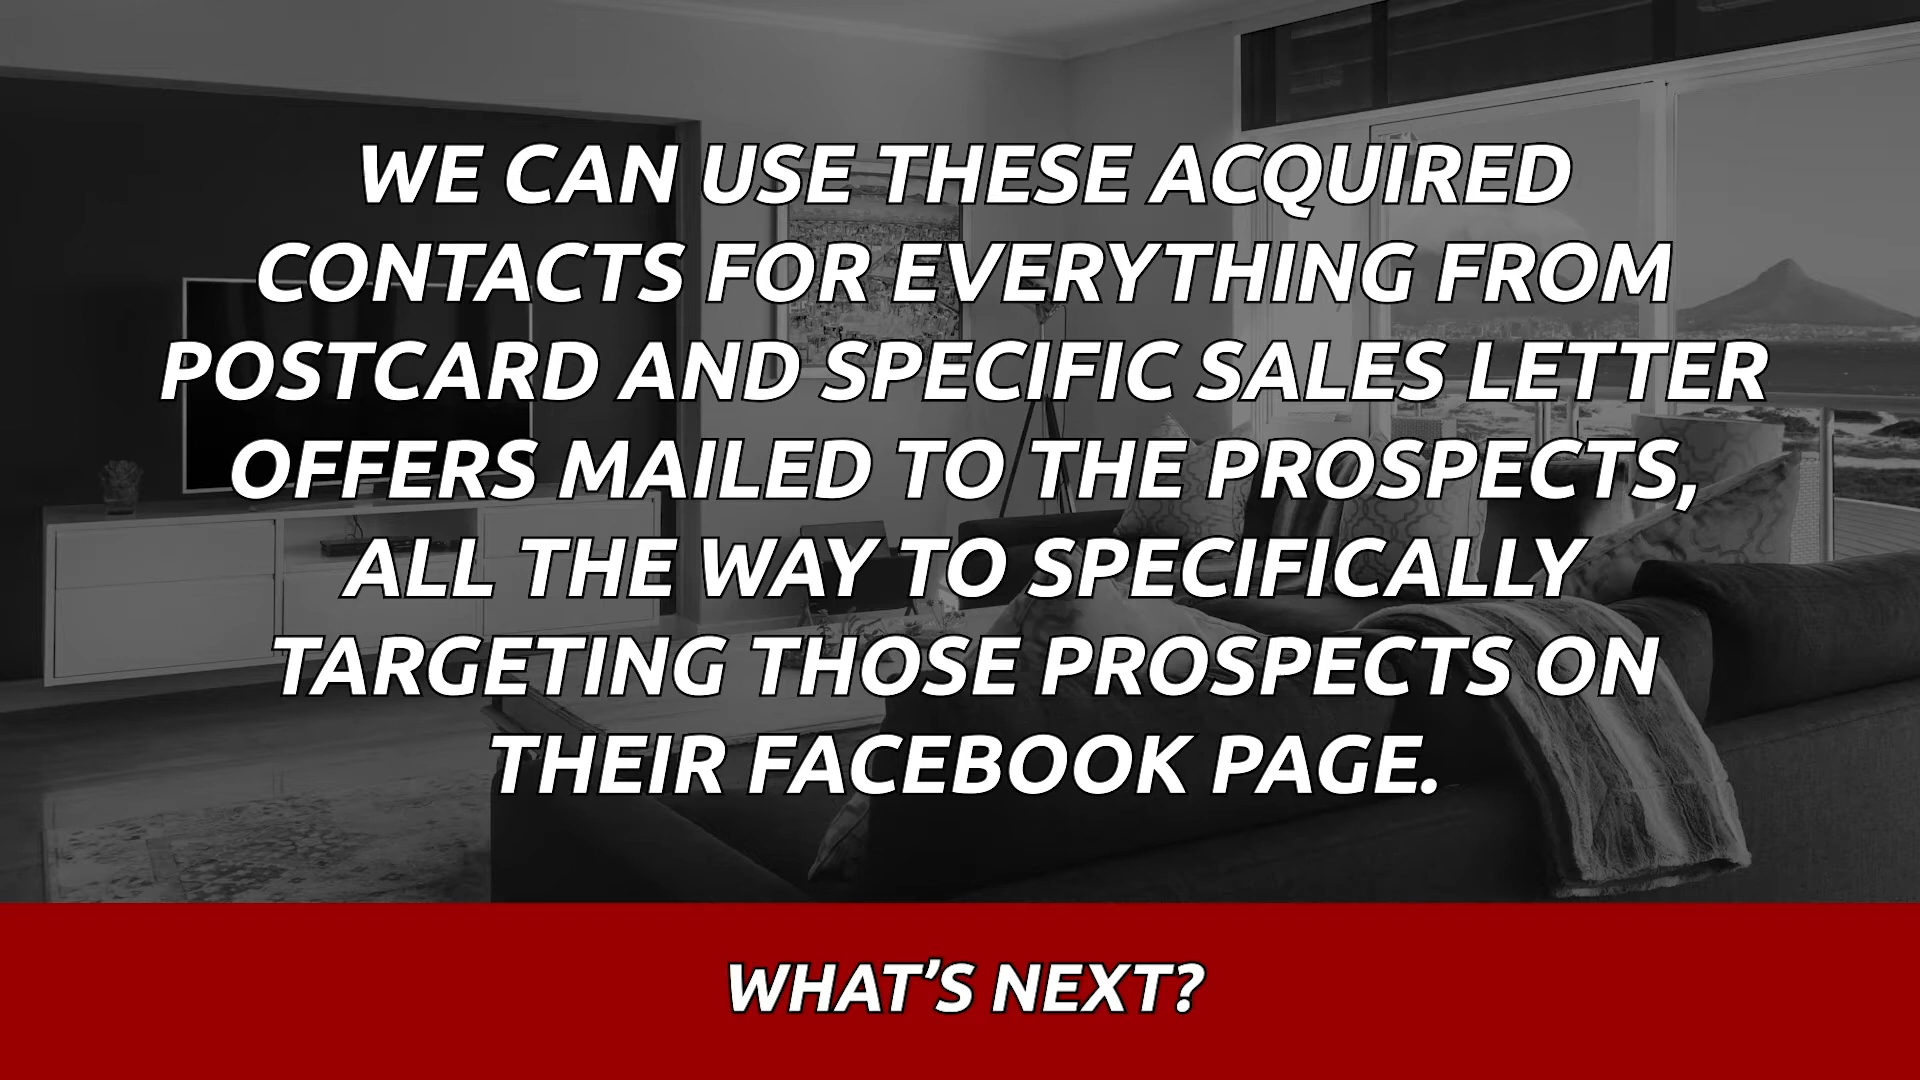 WE CAN USE THESE ACQUIRED
CONTACTS FOR EVERYTHING FROM
POSTCARD AND SPECIFIC SALES LETTER
OFFERS MAILED TO THE PROSPECTS,
ALL THE WAY TO SPECIFICALLY
TARGETING THOSE PROSPECTS ON
THEIR FACEBOOK PAGE.
WHAT’S NEXT?